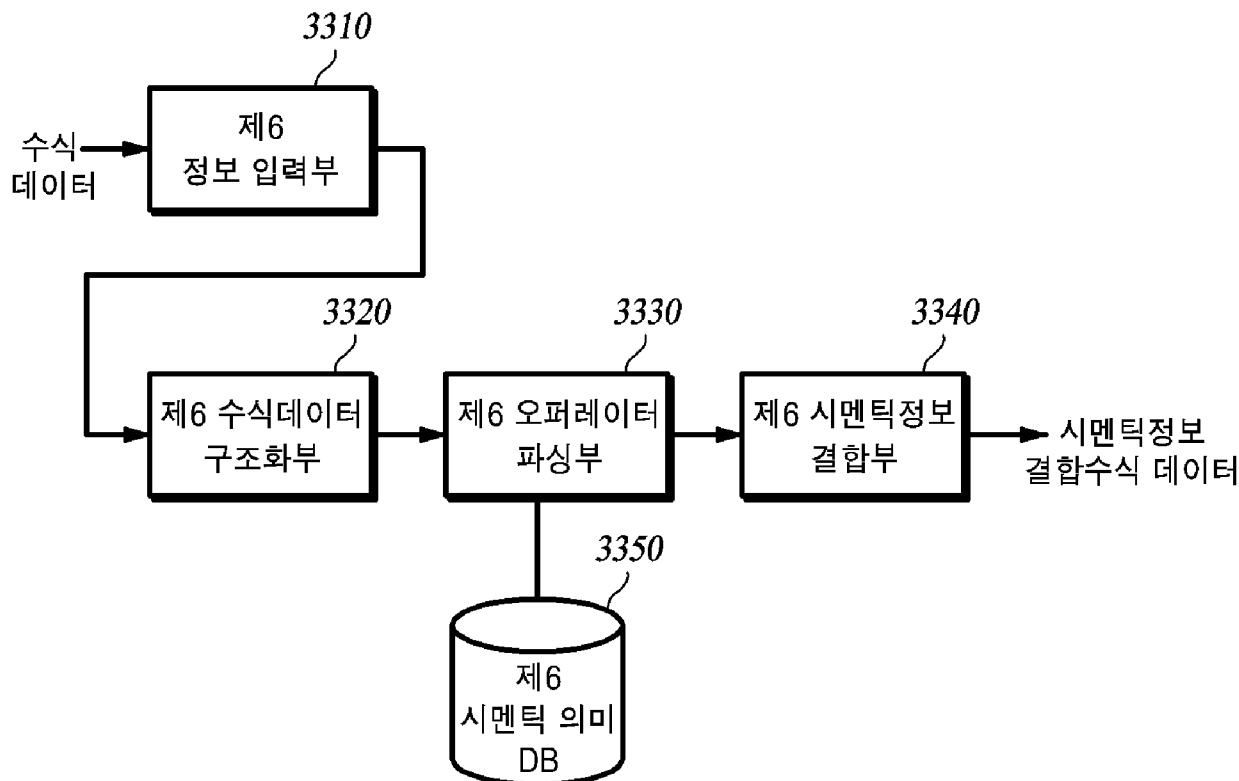 3310
수식
데이터
제6
정보 입력부
3320
3330
3340
제6 수식데이터
구조화부
제6 오퍼레이터
파싱부
제6 시멘틱정보
결합부
시멘틱정보
결합수식 데이터
3350
제6
시멘틱 의미
DB